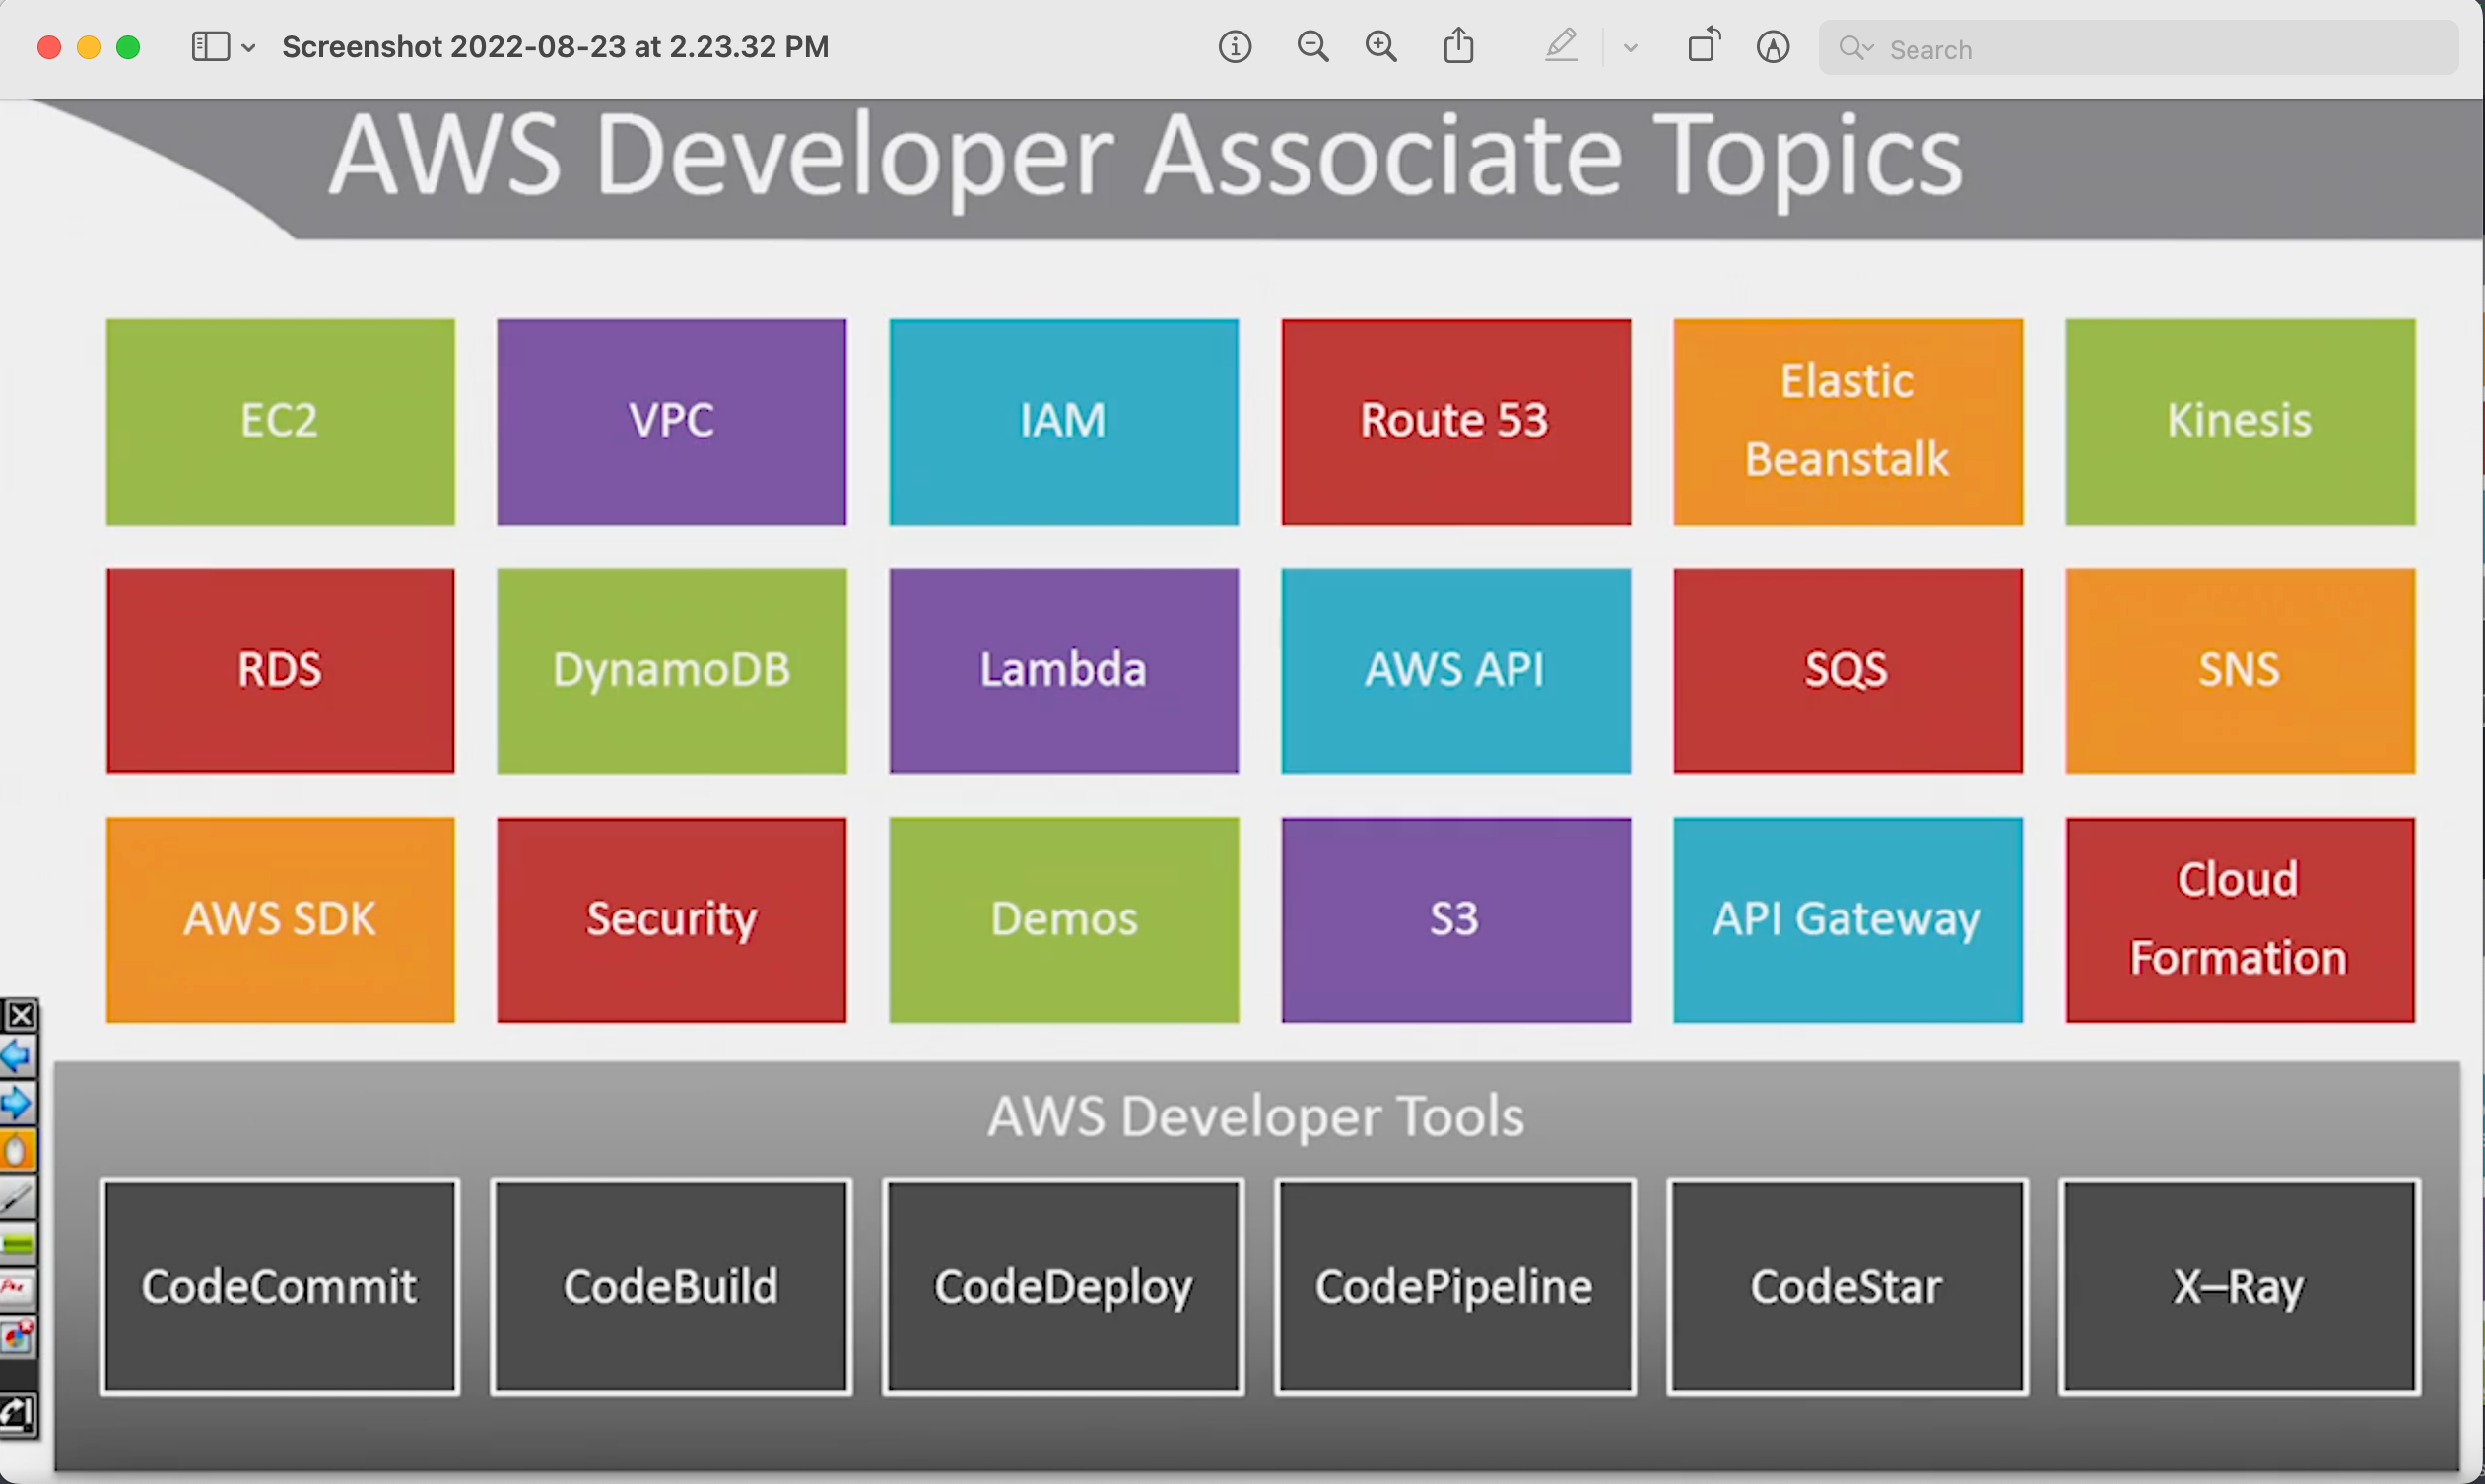 Screenshot 2022-08-23 at 2.23.32 PM
Search
AWS Developer Associate Topics
EC2
VPC
IAM
Route 53
Elastic
Beanstalk
Kinesis
RDS
DynamoDB
Lambda
AWS API
SQS
SNS
AWS SDK
Security
Demos
S3
API Gateway
Cloud
Formation
AWS Developer Tools
CodeCommit
CodeBuild
CodeDeploy
CodePipeline
CodeStar
X–Ray